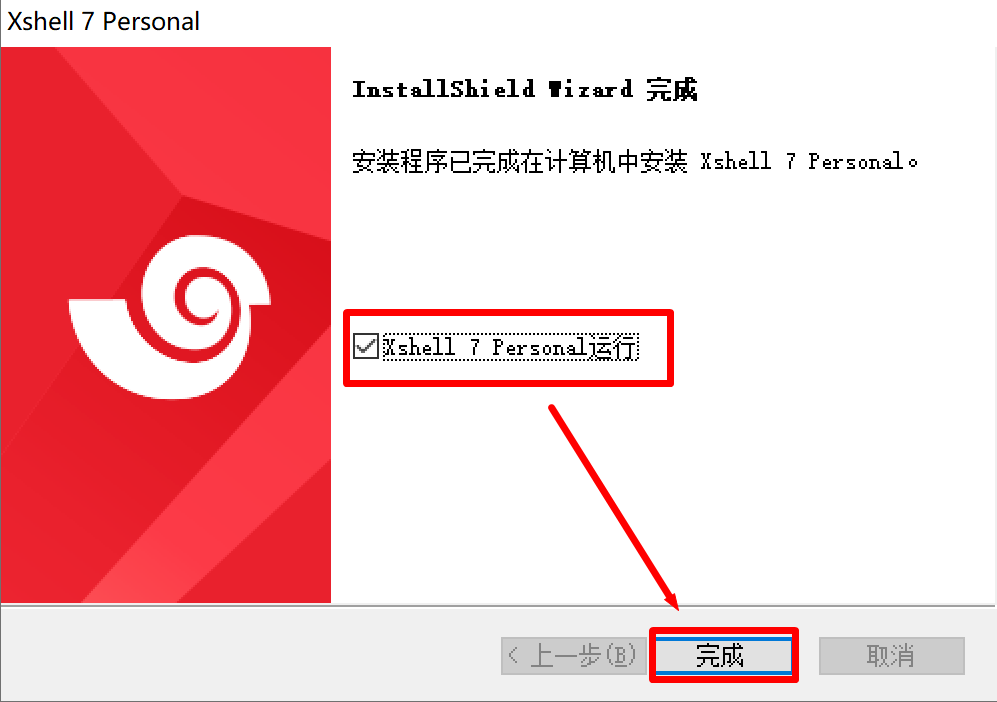 Xshell 7 Personal
InstallShield Wizard 完成
安装程序已完成在计算机中安装 Xshell 7 Personal。
Xshell 7 Personal运行
< 上一步(B)
完成
取消